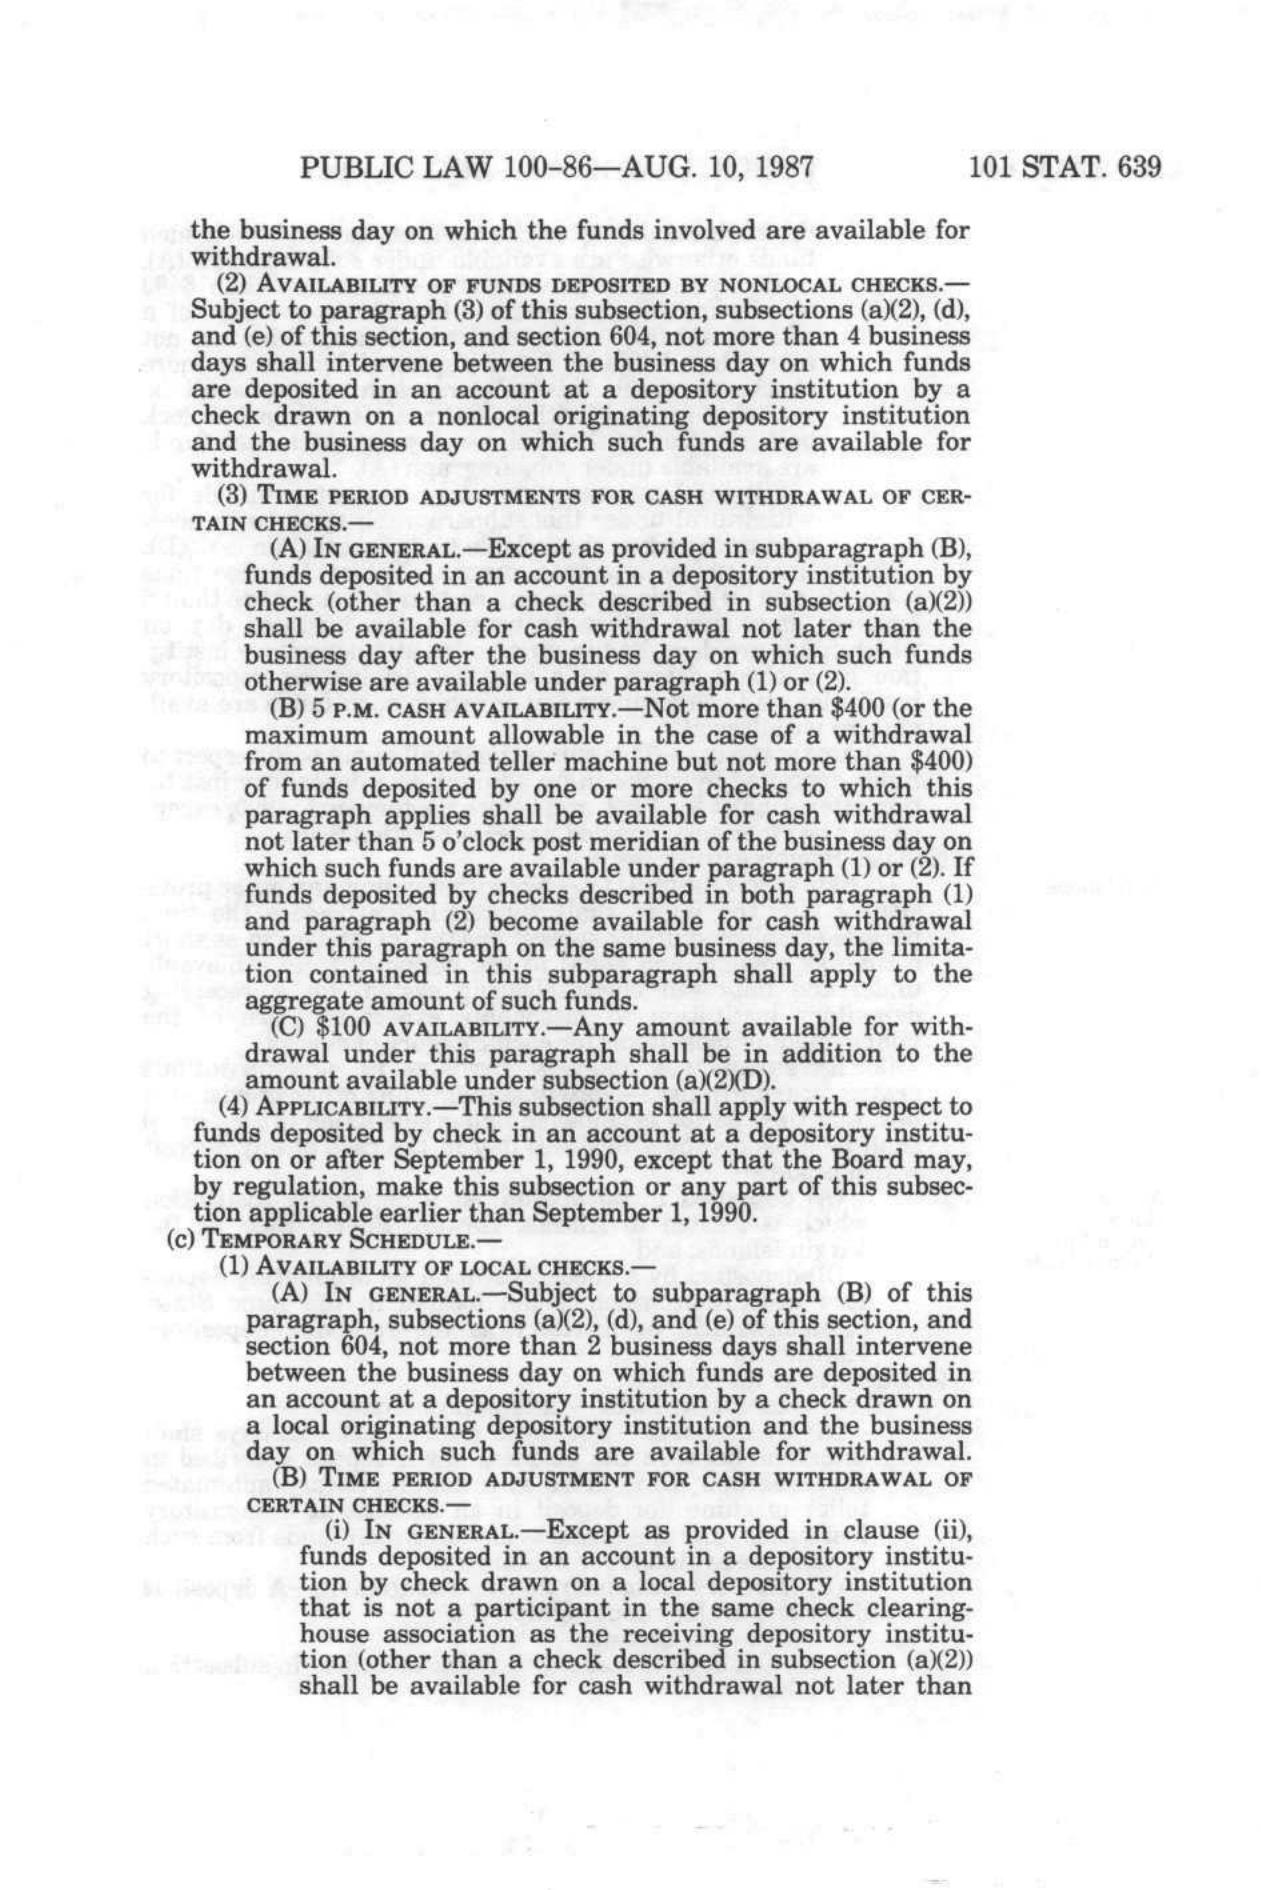 PUBLIC LAW 100-86—AUG. 10, 1987 101 STAT. 639
the business day on which the funds involved are available for
withdrawal.
(2) AVAILABILITY OF FUNDS DEPOSITED BY NONLOCAL CHECKS.—
Subject to paragraph (3) of this subsection, subsections (a)(2), (d),
and (e) of this section, and section 604, not more than 4 business
days shall intervene between the business day on which funds
are deposited in an account at a depository institution by a
check drawn on a nonlocal originating depository institution
and the business day on which such funds are available for
withdrawal.
(3) TIME PERIOD ADJUSTMENTS FOR CASH WITHDRAWAL OF CER-
TAIN CHECKS.—
(A) IN GENERAL.—Except as provided in subparagraph (B),
funds deposited in an account in a depository institution by
check (other than a check described in subsection (a)(2))
shall be available for cash withdrawal not later than the
business day after the business day on which such funds
otherwise are available under paragraph (1) or (2).
(B) 5 P.M. CASH AVAILABILITY.—Not more than $400 (or the
maximum amount allowable in the case of a withdrawal
from an automated teller machine but not more than $400)
of funds deposited by one or more checks to which this
paragraph applies shall be available for cash withdrawal
not later than 5 o'clock post meridian of the business day on
which such funds are available under paragraph (1) or (2). If
funds deposited by checks described in both paragraph (1)
and paragraph (2) become available for cash withdrawal
under this paragraph on the same business day, the limita-
tion contained in this subparagraph shall apply to the
aggregate amount of such funds.
(C) $100 AVAILABILITY.—Any amount available for with-
drawal under this paragraph shall be in addition to the
amount available under subsection (a)(2)(D).
(4) APPLICABILITY.—This subsection shall apply with respect to
funds deposited by check in an account at a depository institu-
tion on or after September 1, 1990, except that the Board may,
by regulation, make this subsection or any part of this subsec-
tion applicable earlier than September 1, 1990.
(c) TEMPORARY SCHEDULE.—
(1) AVAILABILITY OF LOCAL CHECKS.—
(A) IN GENERAL.—Subject to subparagraph (B) of this
paragraph, subsections (a)(2), (d), and (e) of this section, and
section 604, not more than 2 business days shall intervene
between the business day on which funds are deposited in
an account at a depository institution by a check drawn on
a local originating depository institution and the business
day on which such funds are available for withdrawal.
(B) TIME PERIOD ADJUSTMENT FOR CASH WITHDRAWAL OF
CERTAIN CHECKS.—
(i) IN GENERAL.—Except as provided in clause (ii),
funds deposited in an account in a depository institu-
tion by check drawn on a local depository institution
that is not a participant in the same check clearing-
house association as the receiving depository institu-
tion (other than a check described in subsection (a)(2))
shall be available for cash withdrawal not later than